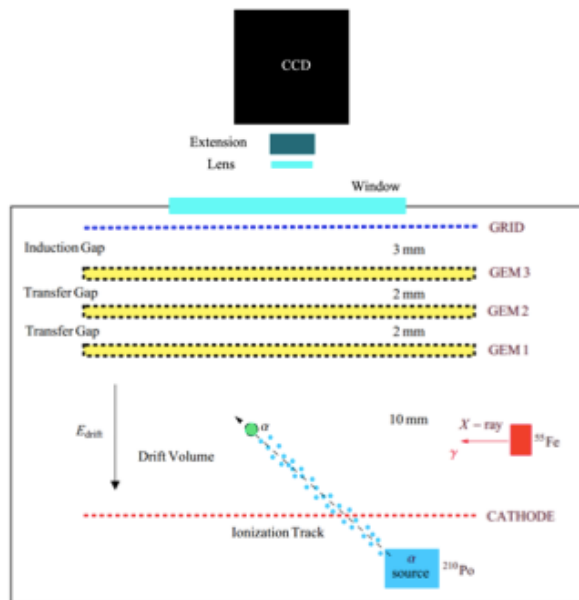 CCD
Extension
Lens
Window
GRID
Induction Gap 3 mm
GEM 3
Transfer Gap 2 mm
GEM 2
Transfer Gap 2 mm
GEM 1
10 mm
X – ray
α
E_drift
⁵⁵Fe
γ
Drift Volume
CATHODE
Ionization Track
α
source
²¹⁰Po